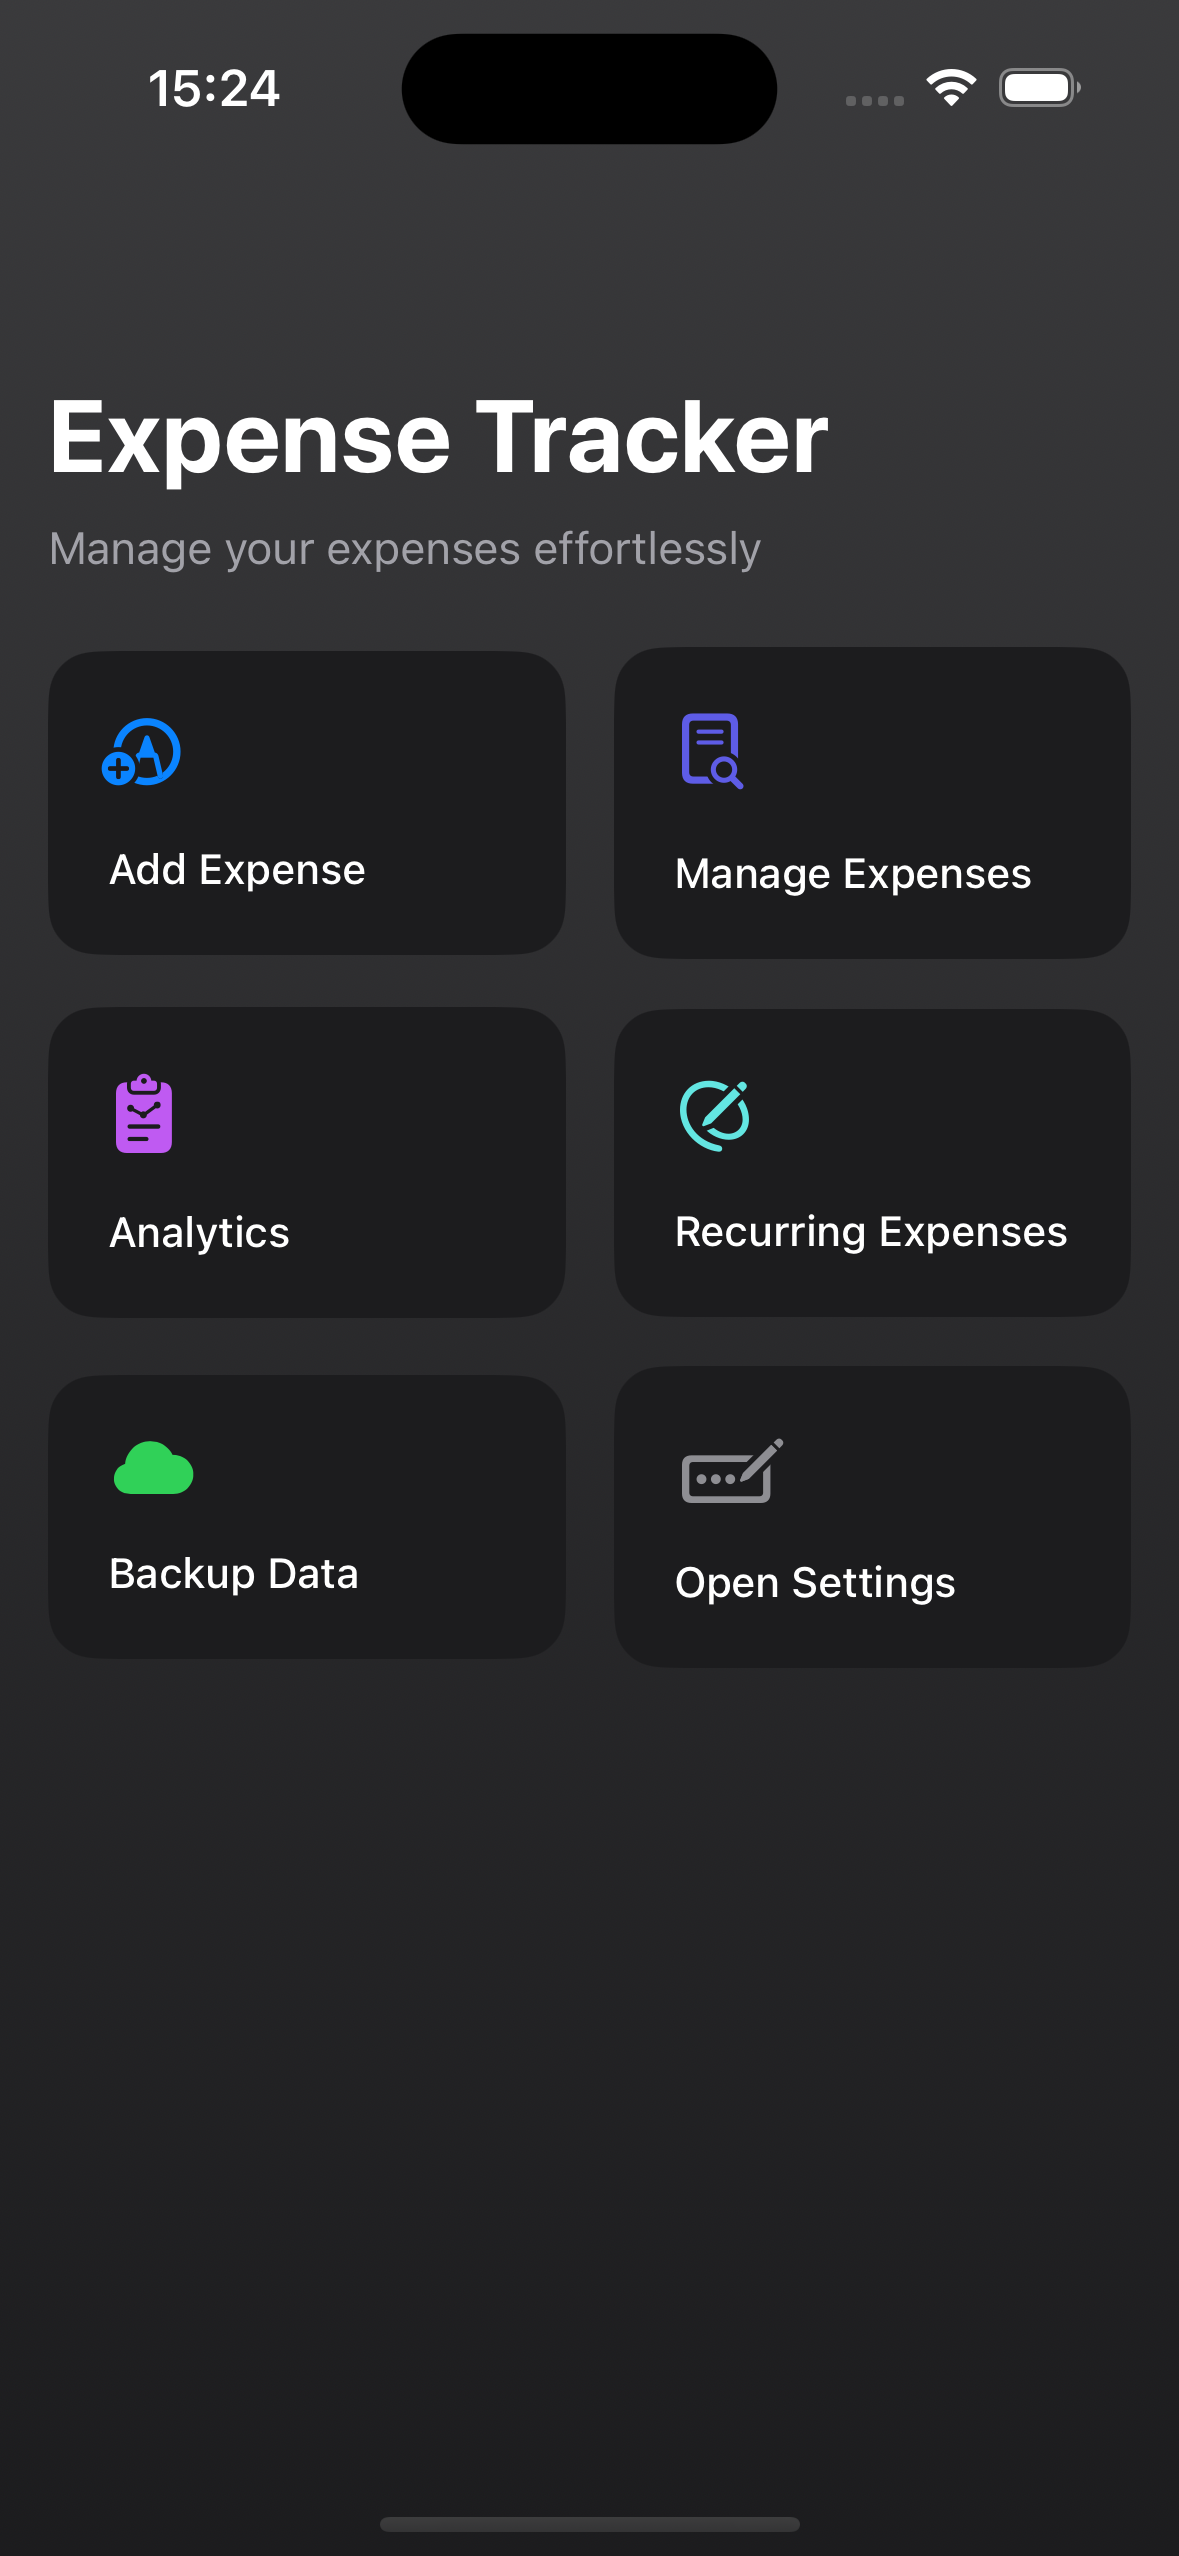 15:24
Expense Tracker
Manage your expenses effortlessly
Add Expense
Manage Expenses
Analytics
Recurring Expenses
Backup Data
Open Settings